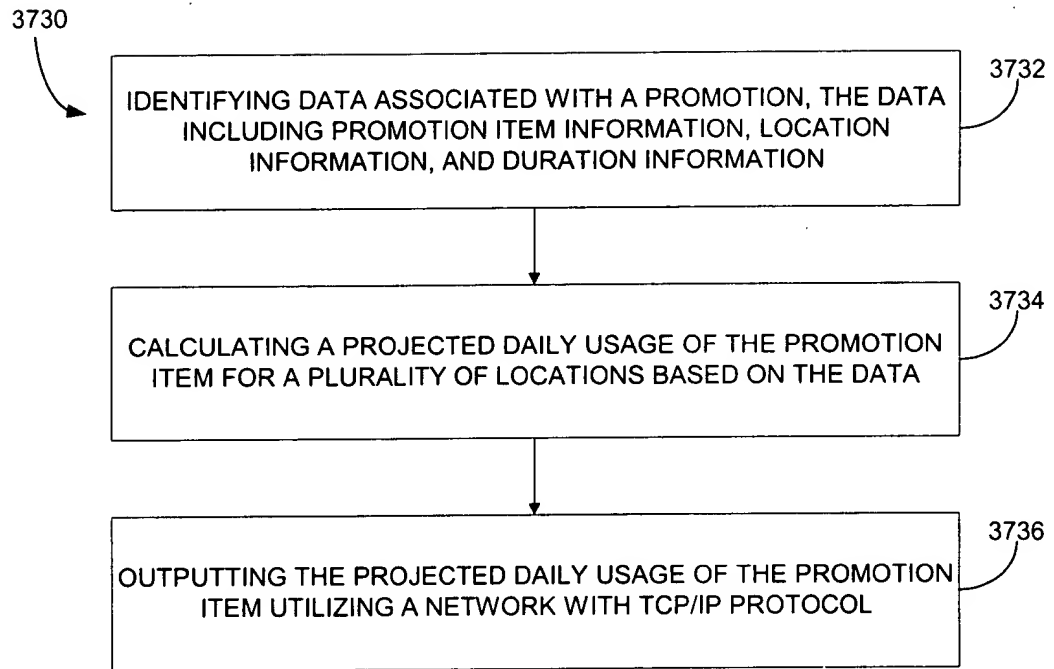 3730
3732
IDENTIFYING DATA ASSOCIATED WITH A PROMOTION, THE DATA
INCLUDING PROMOTION ITEM INFORMATION, LOCATION
INFORMATION, AND DURATION INFORMATION
3734
CALCULATING A PROJECTED DAILY USAGE OF THE PROMOTION
ITEM FOR A PLURALITY OF LOCATIONS BASED ON THE DATA
3736
OUTPUTTING THE PROJECTED DAILY USAGE OF THE PROMOTION
ITEM UTILIZING A NETWORK WITH TCP/IP PROTOCOL